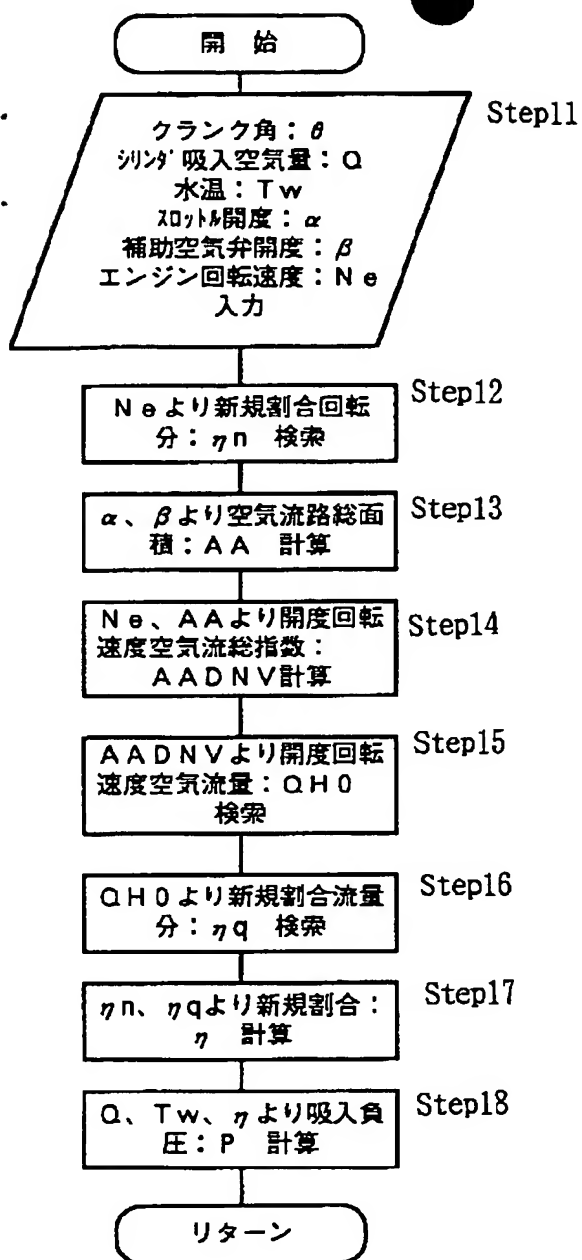 開 始
Step11
クランク角：θ
ｼﾘﾝﾀﾞ吸入空気量：Q
水温：Tw
ｽﾛｯﾄﾙ開度：α
補助空気弁開度：β
エンジン回転速度：Ne
入力
Step12
Neより新規割合回転
分：ηn 検索
Step13
α、βより空気流路総面
積：AA 計算
Step14
Ne、AAより開度回転
速度空気流総指数：
AADNV計算
Step15
AADNVより開度回転
速度空気流量：QH0
検索
Step16
QH0より新規割合流量
分：ηq 検索
Step17
ηn、ηqより新規割合：
η 計算
Step18
Q、Tw、ηより吸入負
圧：P 計算
リターン